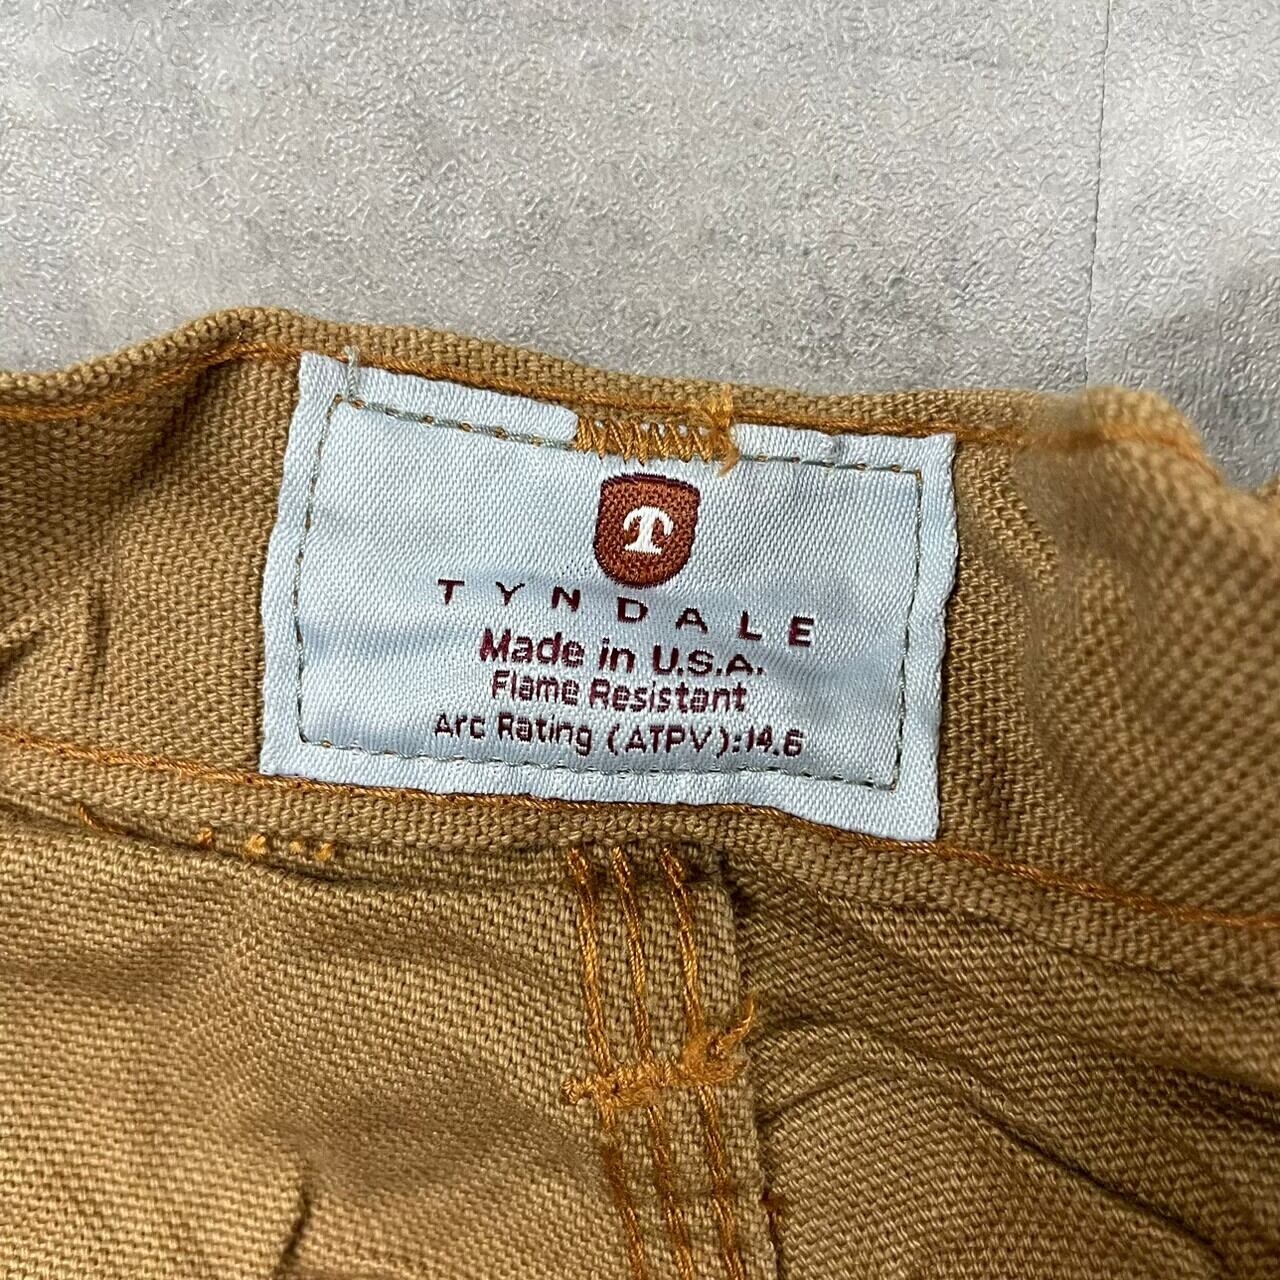 T
TYNDALE
Made in U.S.A.
Flame Resistant
Arc Rating (ATPV):14.6